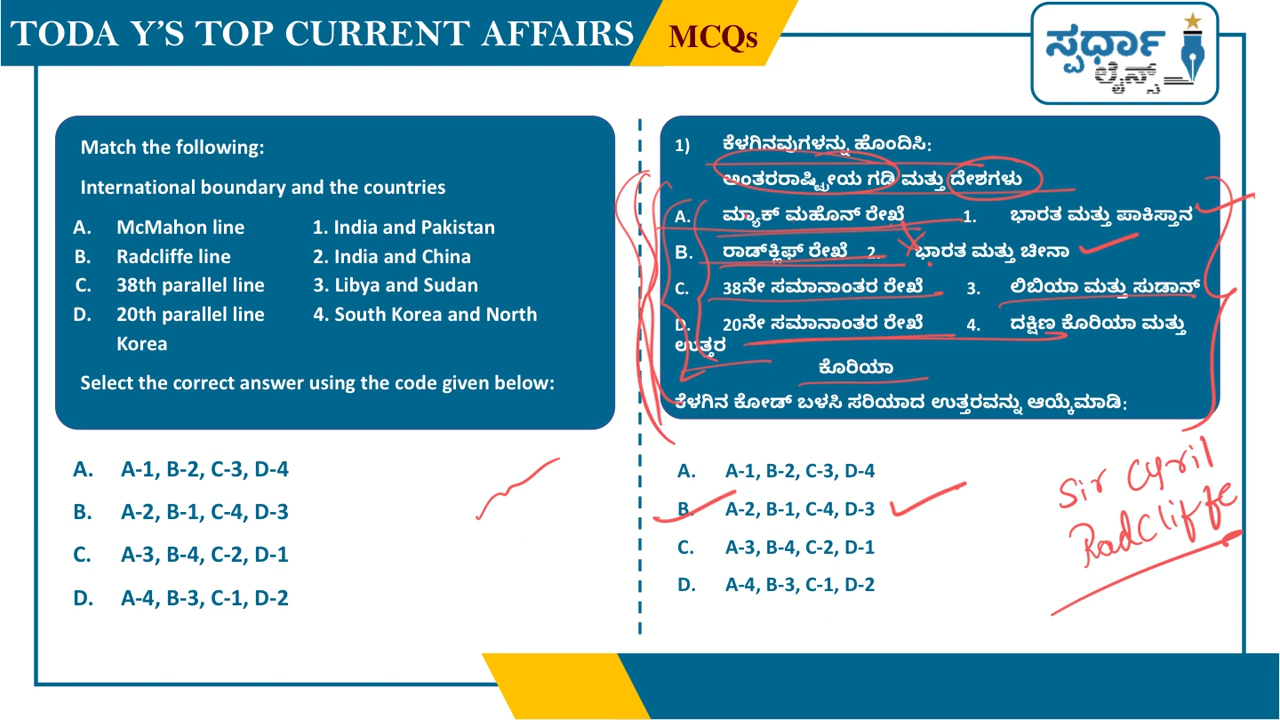 TODA Y'S TOP CURRENT AFFAIRS MCQs
ಸ್ಪರ್ಧಾ
ಲೈನ್ಸ್
Match the following:
International boundary and the countries
A. McMahon line 1. India and Pakistan
B. Radcliffe line 2. India and China
C. 38th parallel line 3. Libya and Sudan
D. 20th parallel line 4. South Korea and North
Korea
Select the correct answer using the code given below:
A. A-1, B-2, C-3, D-4
B. A-2, B-1, C-4, D-3
C. A-3, B-4, C-2, D-1
D. A-4, B-3, C-1, D-2
1) ಕೆಳಗಿನವುಗಳನ್ನು ಹೊಂದಿಸಿ:
ಅಂತರರಾಷ್ಟ್ರೀಯ ಗಡಿ ಮತ್ತು ದೇಶಗಳು
A. ಮ್ಯಾಕ್ ಮಹೊನ್ ರೇಖೆ 1. ಭಾರತ ಮತ್ತು ಪಾಕಿಸ್ತಾನ
B. ರಾಡ್‌ಕ್ಲಿಫ್ ರೇಖೆ 2. ಭಾರತ ಮತ್ತು ಚೀನಾ
C. 38ನೇ ಸಮಾನಾಂತರ ರೇಖೆ 3. ಲಿಬಿಯಾ ಮತ್ತು ಸುಡಾನ್
D. 20ನೇ ಸಮಾನಾಂತರ ರೇಖೆ 4. ದಕ್ಷಿಣ ಕೊರಿಯಾ ಮತ್ತು
ಉತ್ತರ
ಕೊರಿಯಾ
ಕೆಳಗಿನ ಕೋಡ್ ಬಳಸಿ ಸರಿಯಾದ ಉತ್ತರವನ್ನು ಆಯ್ಕೆಮಾಡಿ:
A. A-1, B-2, C-3, D-4
B. A-2, B-1, C-4, D-3
C. A-3, B-4, C-2, D-1
D. A-4, B-3, C-1, D-2
Sir Cyril
RadCliffe